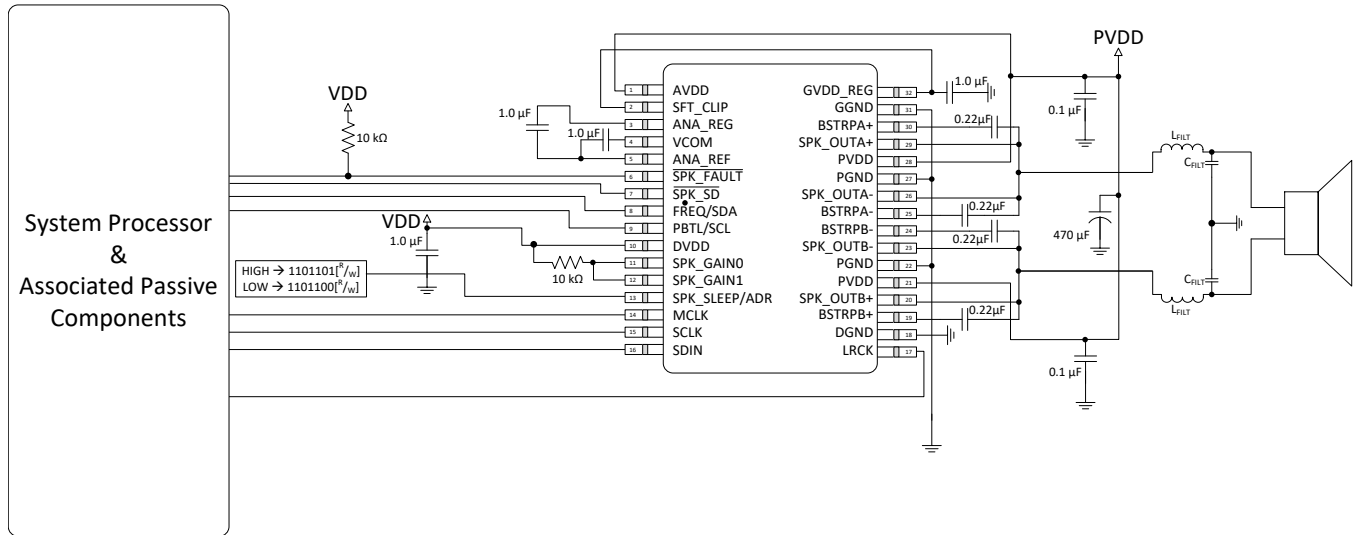 System Processor
&
Associated Passive
Components
VDD
10 kΩ
VDD
1.0 µF
HIGH → 1101101[R/W]
LOW → 1101100[R/W]
1.0 µF
1.0 µF
10 kΩ
1 AVDD
2 SFT_CLIP
3 ANA_REG
4 VCOM
5 ANA_REF
6 SPK_FAULT
7 SPK_SD
8 FREQ/SDA
9 PBTL/SCL
10 DVDD
11 SPK_GAIN0
12 SPK_GAIN1
13 SPK_SLEEP/ADR
14 MCLK
15 SCLK
16 SDIN
GVDD_REG 32
GGND 31
BSTRPA+ 30
SPK_OUTA+ 29
PVDD 28
PGND 27
SPK_OUTA- 26
BSTRPA- 25
BSTRPB- 24
SPK_OUTB- 23
PGND 22
PVDD 21
SPK_OUTB+ 20
BSTRPB+ 19
DGND 18
LRCK 17
1.0 µF
0.22µF
0.22µF
0.22µF
0.22µF
PVDD
0.1 µF
470 µF
0.1 µF
LFILT
CFILT
CFILT
LFILT